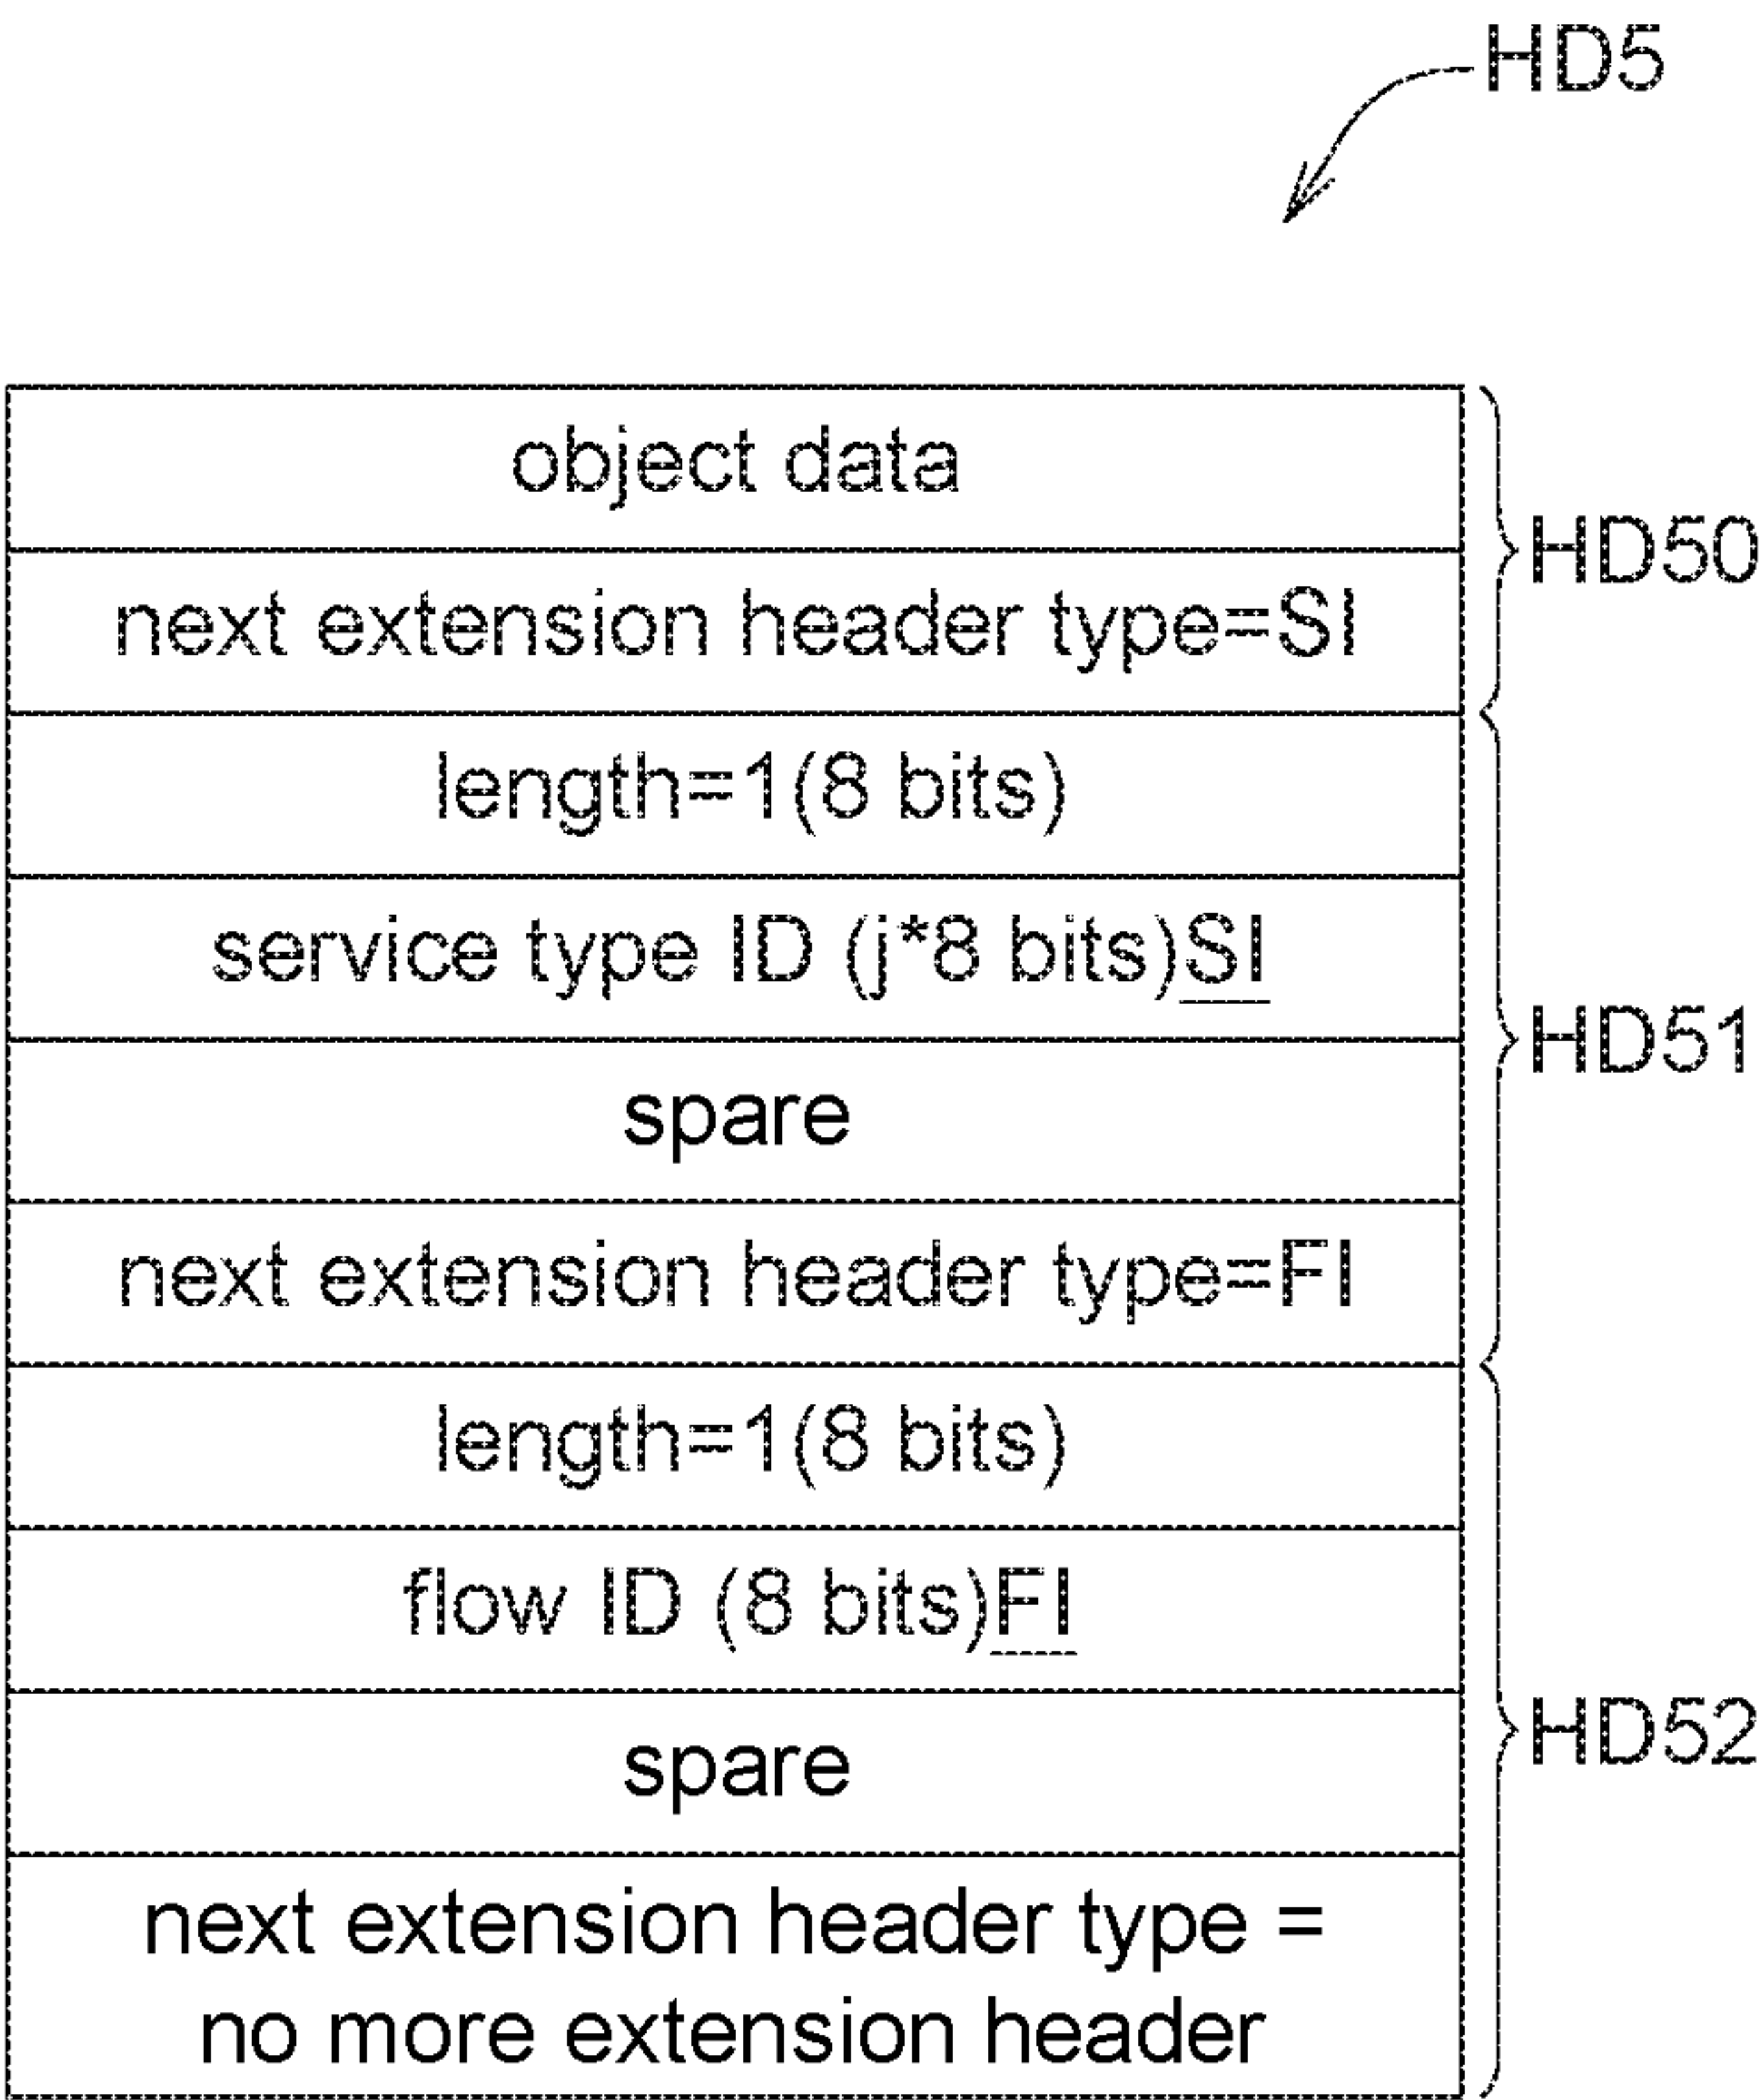 HD5
object data
next extension header type=SI
HD50
length=1(8 bits)
service type ID (j*8 bits)SI
spare
next extension header type=FI
HD51
length=1(8 bits)
flow ID (8 bits)FI
spare
next extension header type =
no more extension header
HD52